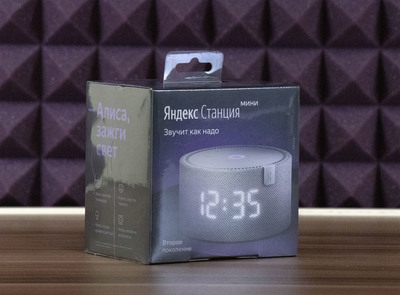 Алиса,
зажги
свет
Яндекс Станция мини
Звучит как надо
12:35
Второе
поколение